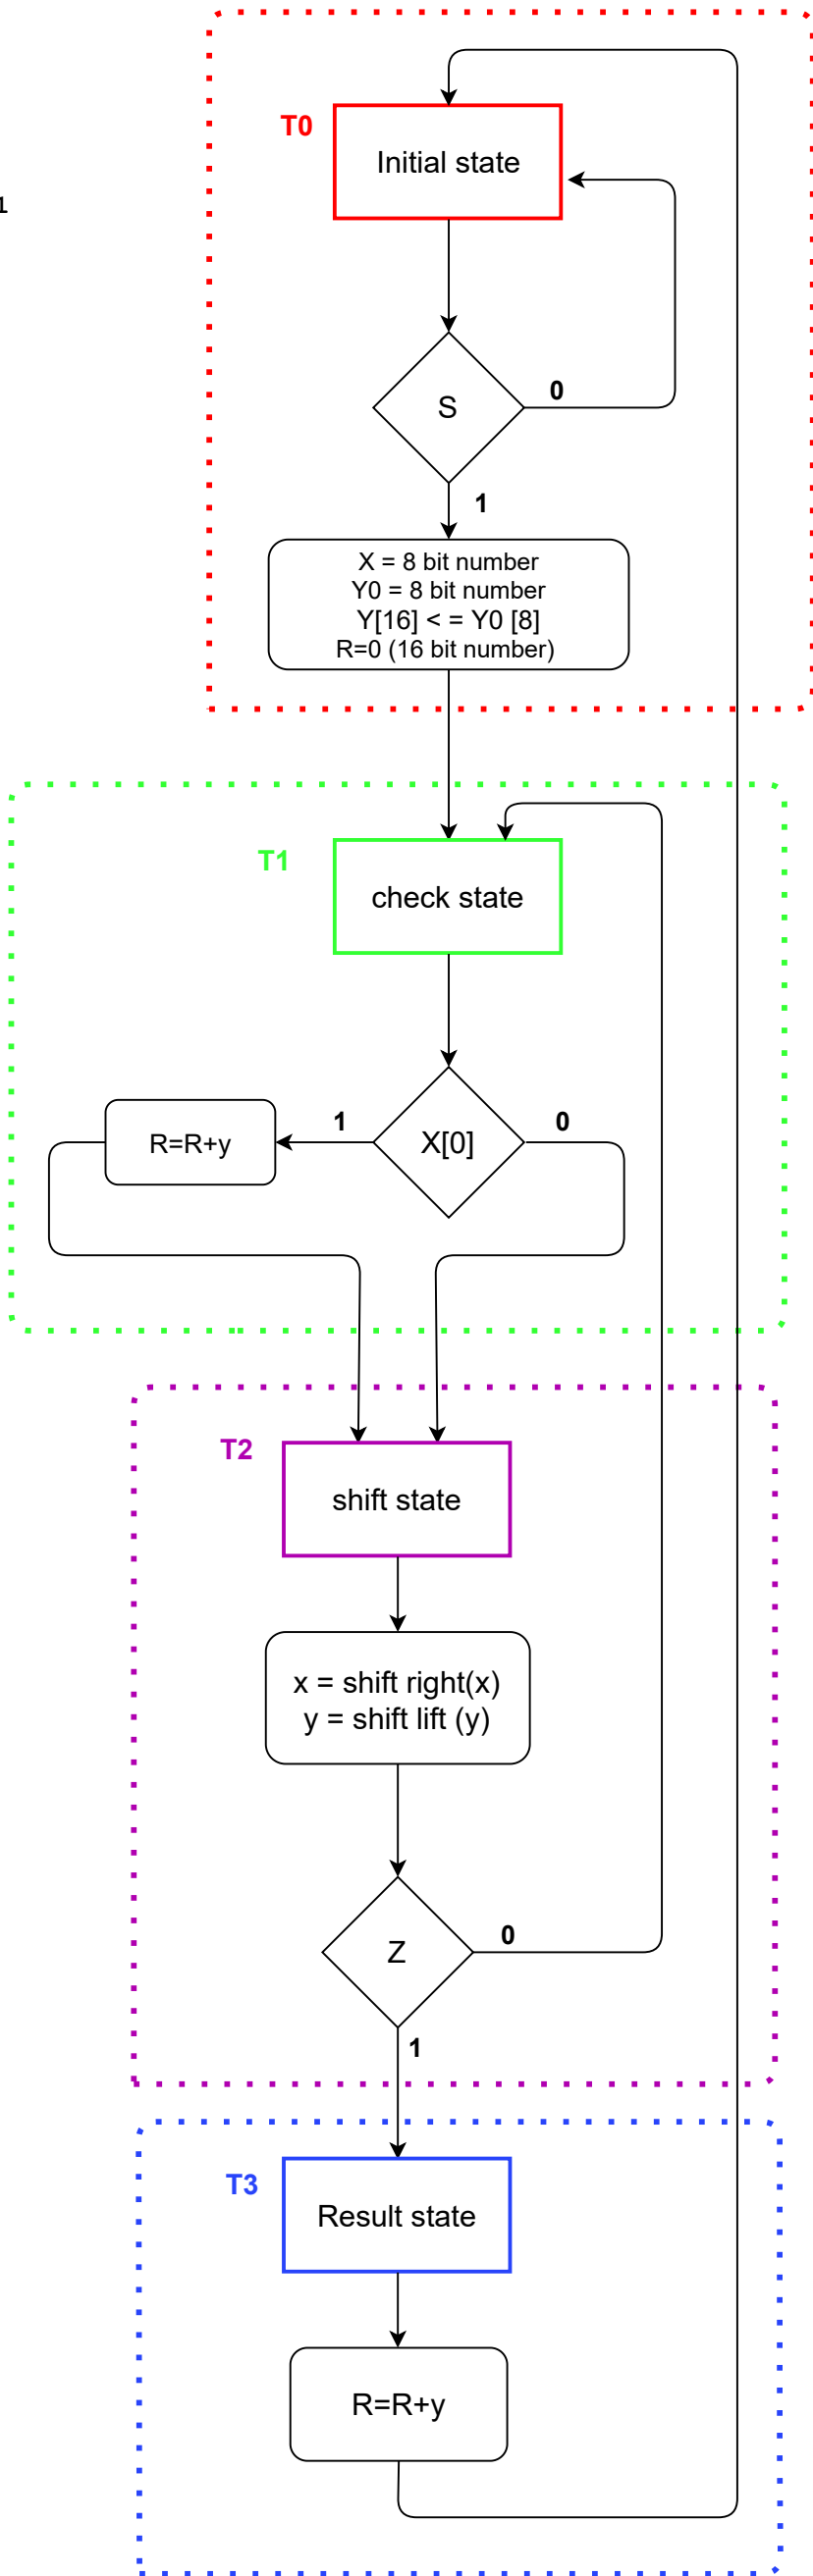 T0
Initial state
1
S
0
1
X = 8 bit number
Y0 = 8 bit number
Y[16] < = Y0 [8]
R=0 (16 bit number)
T1
check state
R=R+y
1
X[0]
0
T2
shift state
x = shift right(x)
y = shift lift (y)
Z
0
1
T3
Result state
R=R+y